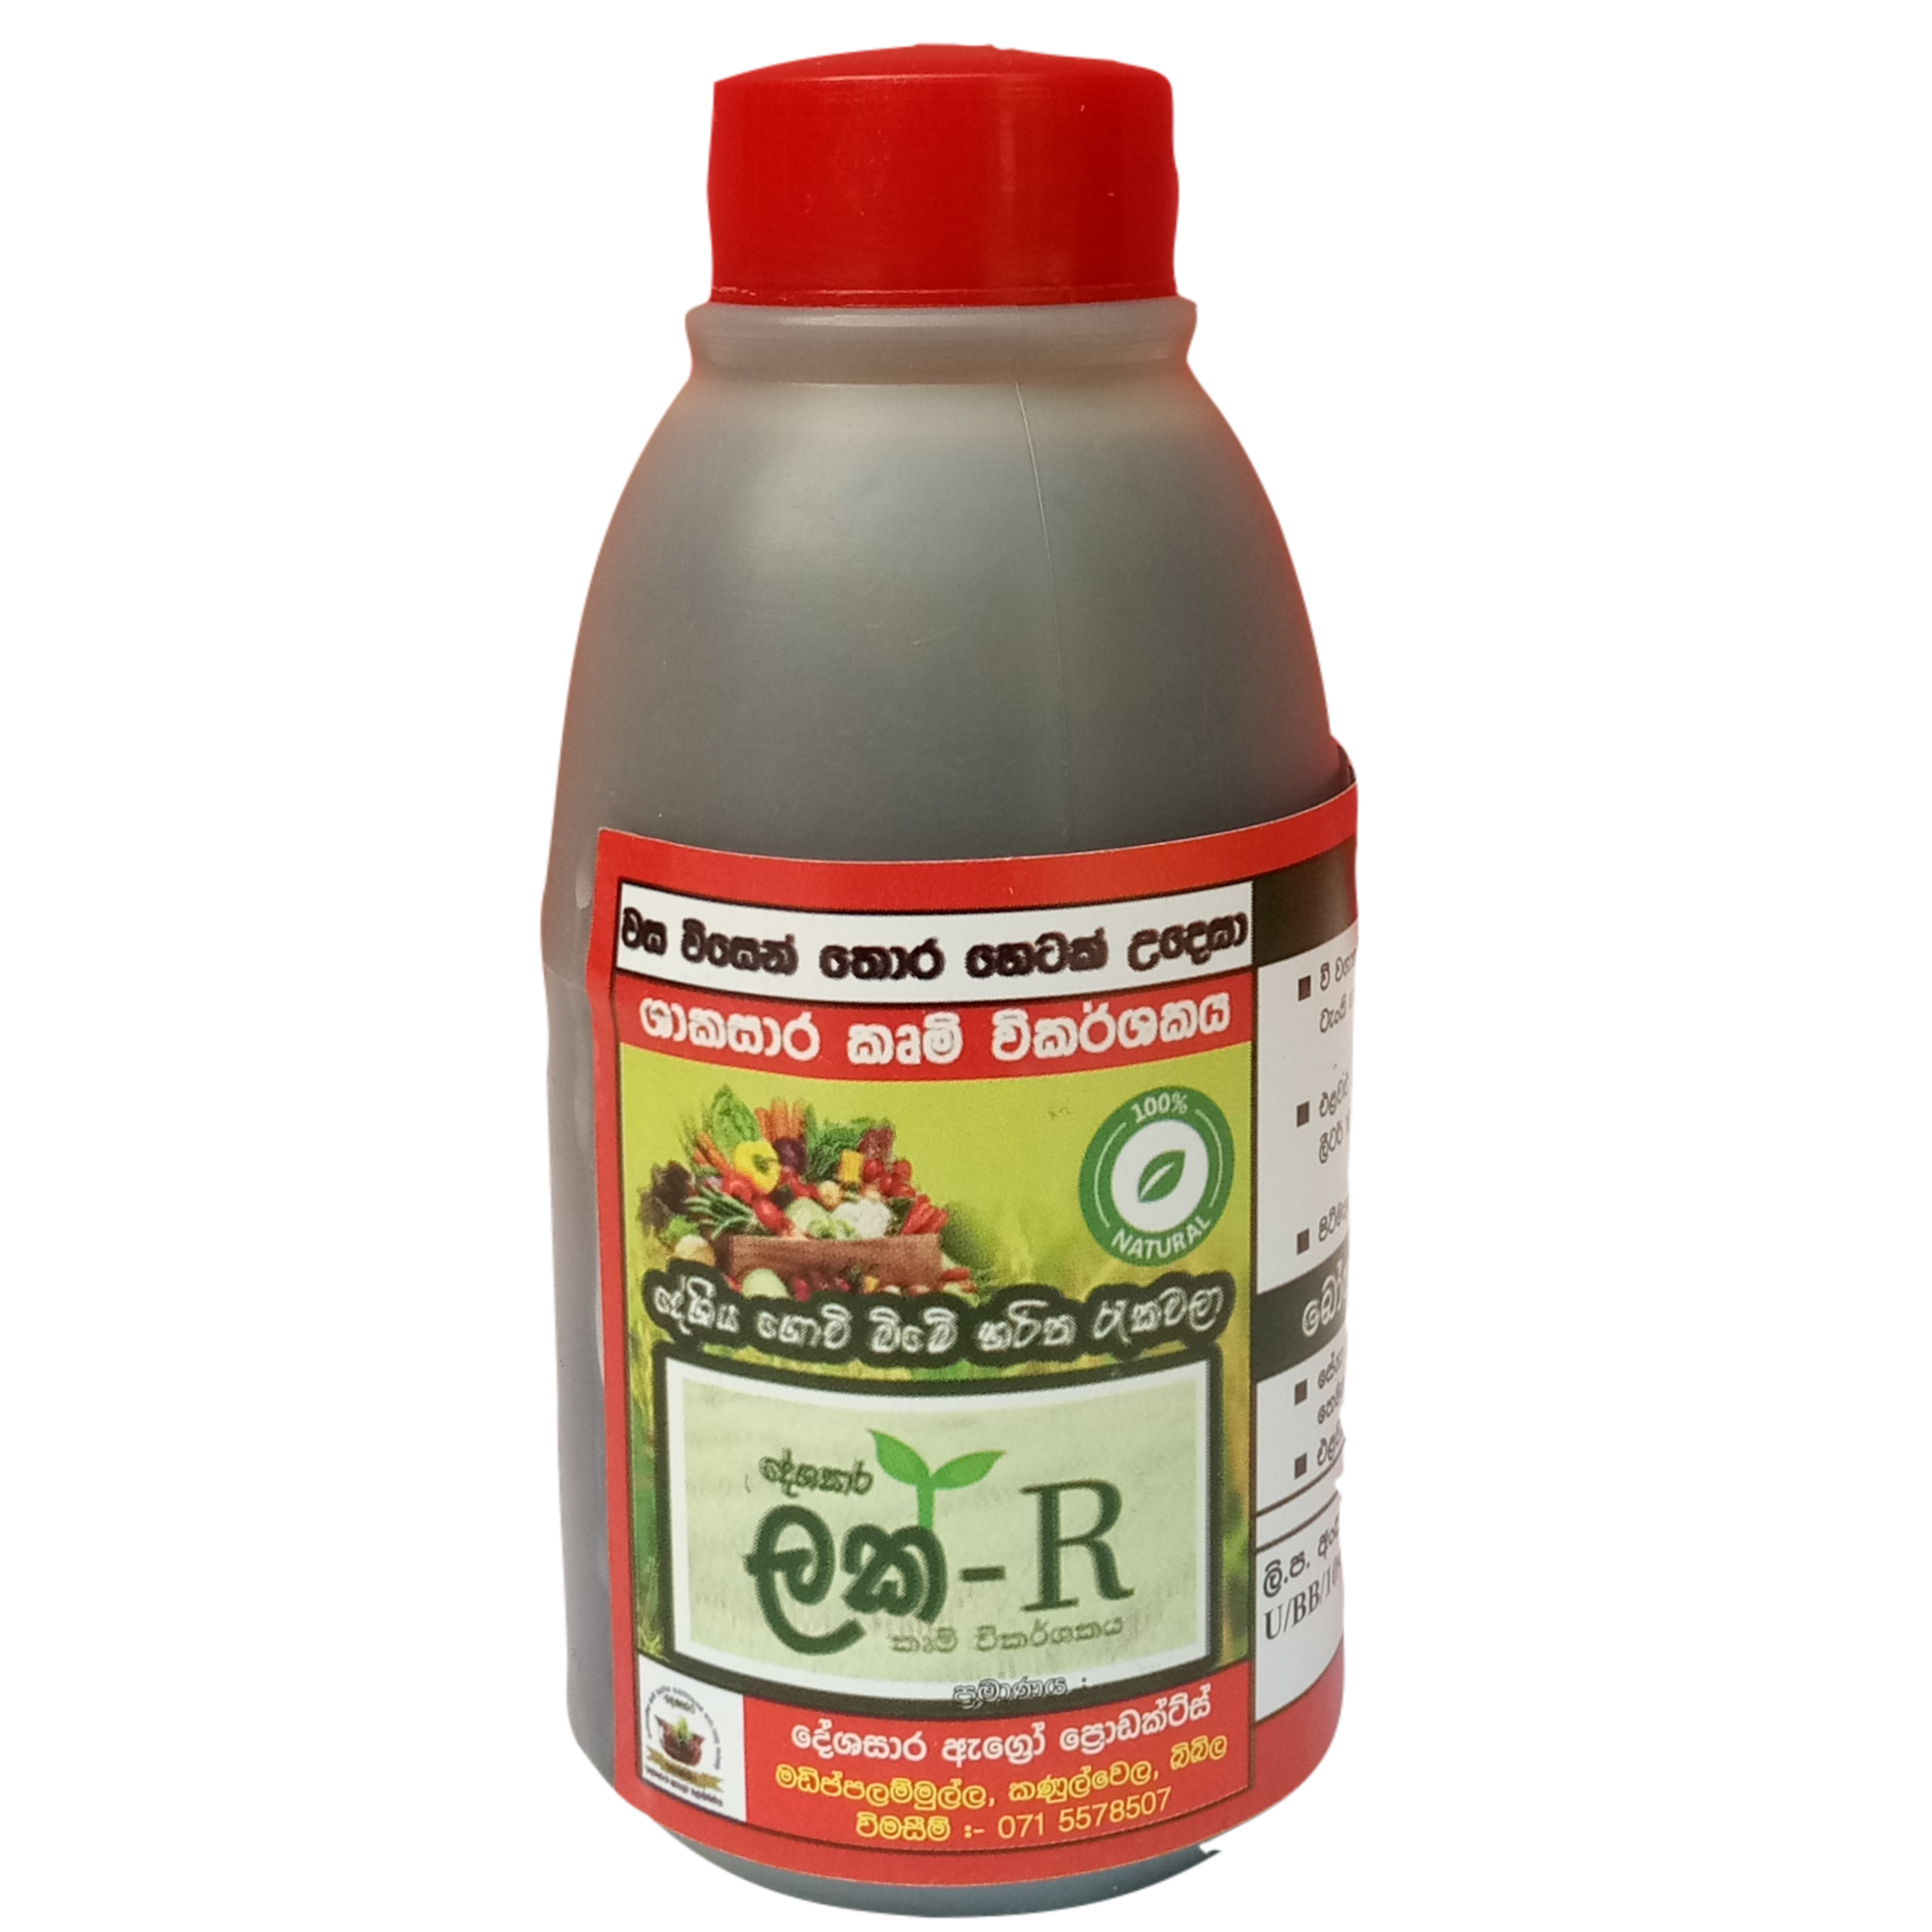 වස විසෙන් තොර හෙටක් උදෙසා
ශාකසාර කෘමි විකර්ශකය
100%
NATURAL
දේශීය ගොවි බිමේ හරිත රැකවලා
දේශසාර
ලක - R
කෘමි විකර්ශකය
ප්‍රමාණය :
දේශසාර ඇග්‍රෝ ප්‍රොඩක්ට්ස්
මඩිප්පලම්මුල්ල, කණුල්වෙල, බිබිල
විමසීම් :- 071 5578507
■ වී
■
■
■
■
ලි.ප.
U/BB/10